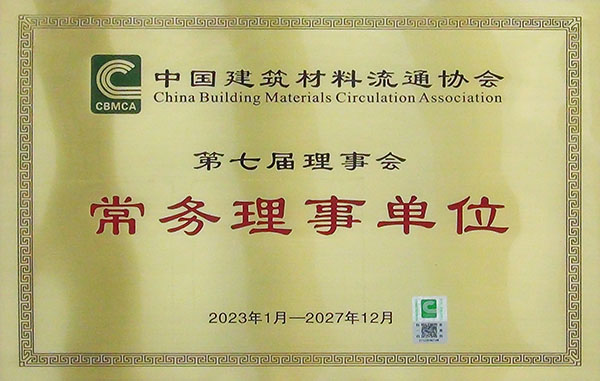 中国建筑材料流通协会
China Building Materials Circulation Association
CBMCA
第七届理事会
常务理事单位
2023年1月—2027年12月